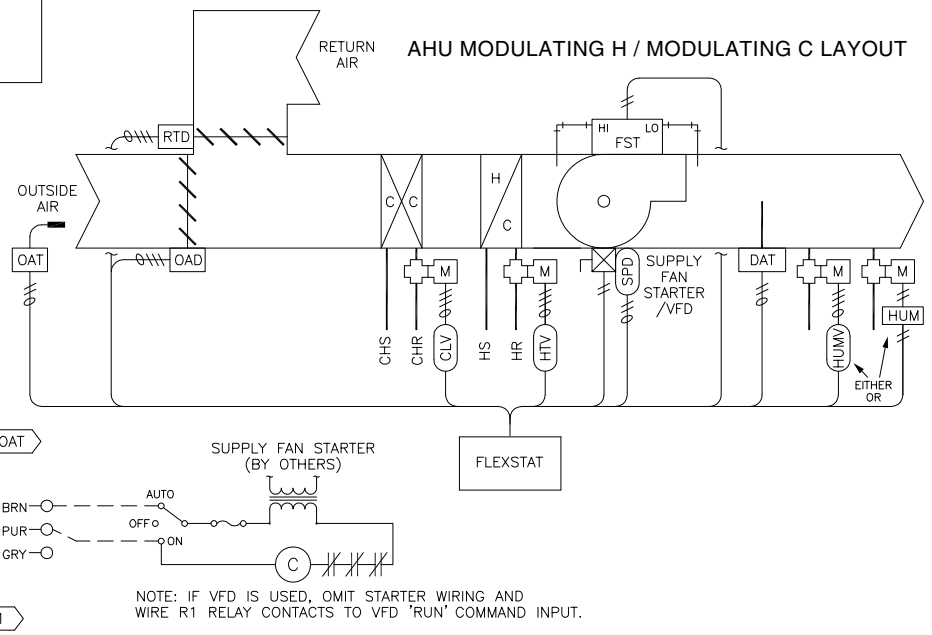 AHU MODULATING H / MODULATING C LAYOUT
RETURN
AIR
RTD
HI
LO
FST
OUTSIDE
AIR
C
C
H
C
OAT
OAD
M
M
SPD
SUPPLY
FAN
STARTER
/VFD
DAT
M
M
HUM
CHS
CHR
CLV
HS
HR
HTV
HUMV
EITHER
OR
OAT
SUPPLY FAN STARTER
(BY OTHERS)
FLEXSTAT
AUTO
BRN
OFF
PUR
ON
GRY
C
NOTE: IF VFD IS USED, OMIT STARTER WIRING AND
WIRE R1 RELAY CONTACTS TO VFD 'RUN' COMMAND INPUT.